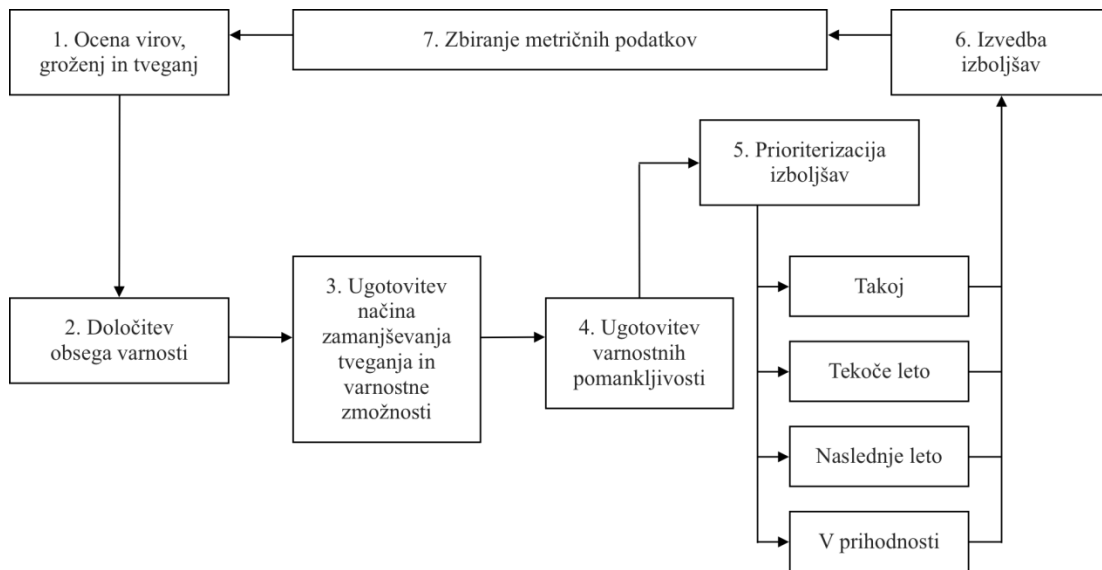 1. Ocena virov,
groženj in tveganj
7. Zbiranje metričnih podatkov
6. Izvedba
izboljšav
5. Prioriterizacija
izboljšav
2. Določitev
obsega varnosti
3. Ugotovitev
načina
zamanjševanja
tveganja in
varnostne
zmožnosti
4. Ugotovitev
varnostnih
pomankljivosti
Takoj
Tekoče leto
Naslednje leto
V prihodnosti